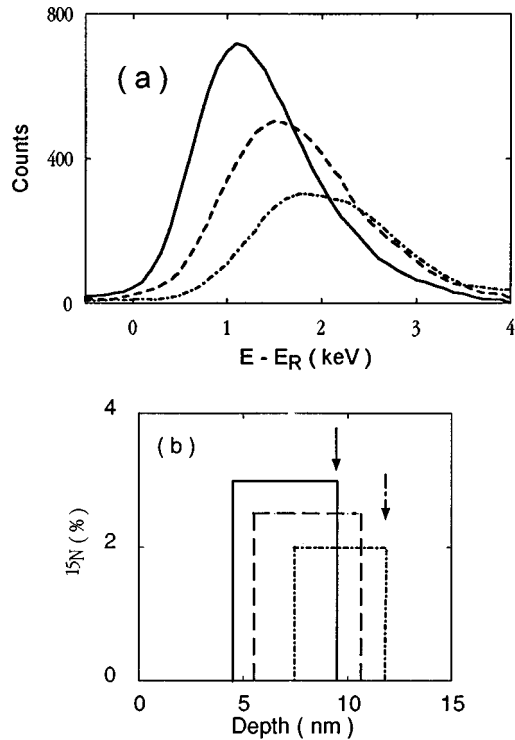 800
( a )
Counts
400
0
0 1 2 3 4
E - E_R ( keV )
4
( b )
¹⁵N ( % )
2
0
0 5 10 15
Depth ( nm )